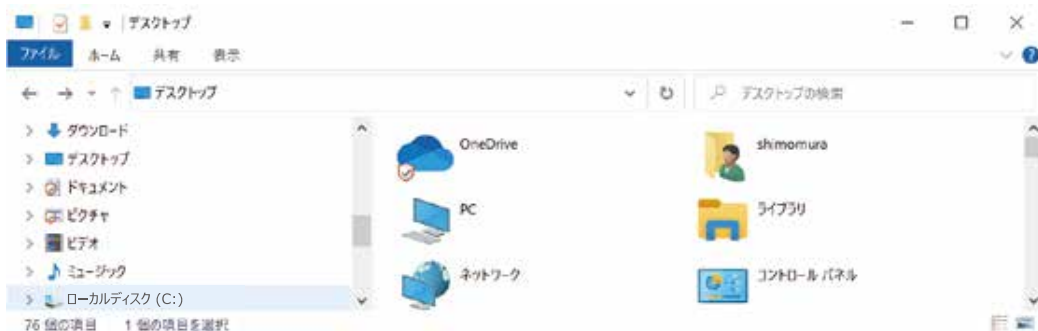 デスクトップ
ファイル ホーム 共有 表示
デスクトップ デスクトップの検索
ダウンロード
デスクトップ
ドキュメント
ピクチャ
ビデオ
ミュージック
ローカルディスク (C:)
OneDrive shimomura
PC ライブラリ
ネットワーク コントロール パネル
76 個の項目 1 個の項目を選択